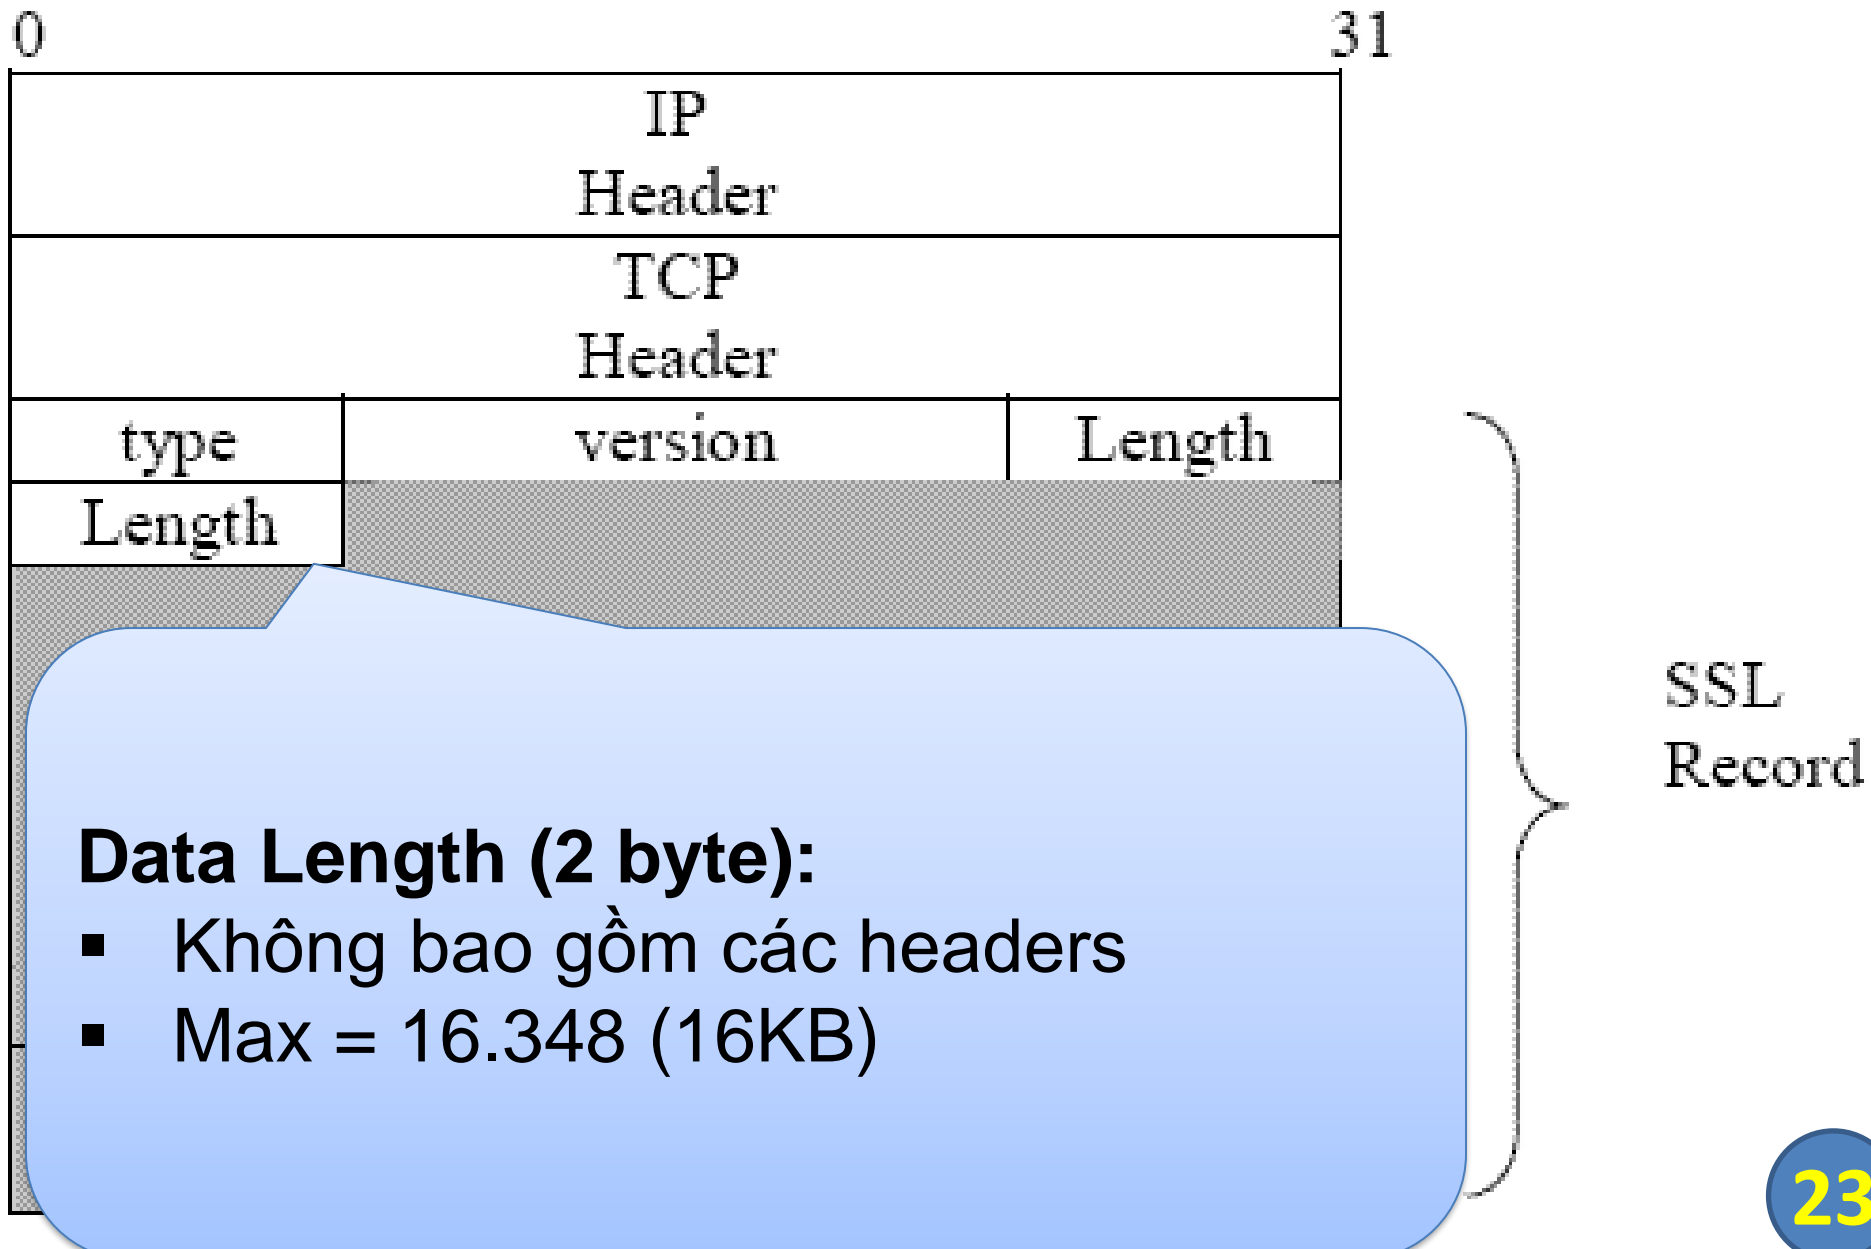 0 31
IP
Header
TCP
Header
type version Length
Length
SSL
Record
Data Length (2 byte):
▪ Không bao gồm các headers
▪ Max = 16.348 (16KB)
23